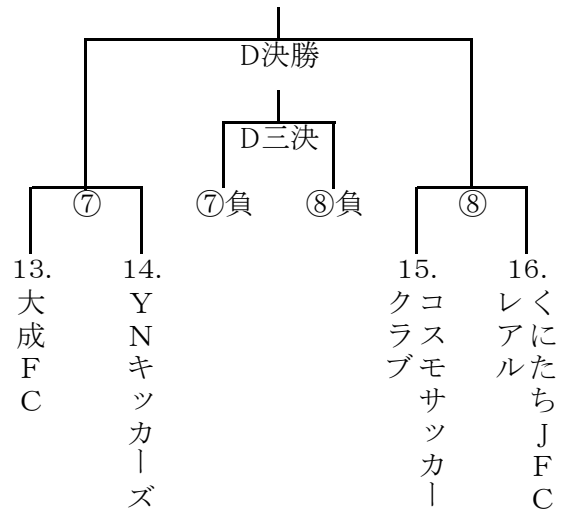 D決勝
D三決
⑦
⑦負
⑧負
⑧
13.
大成FC
14.
YNキッカーズ
15.
コスモサッカー
クラブ
16.
くにたちJFC
レアル